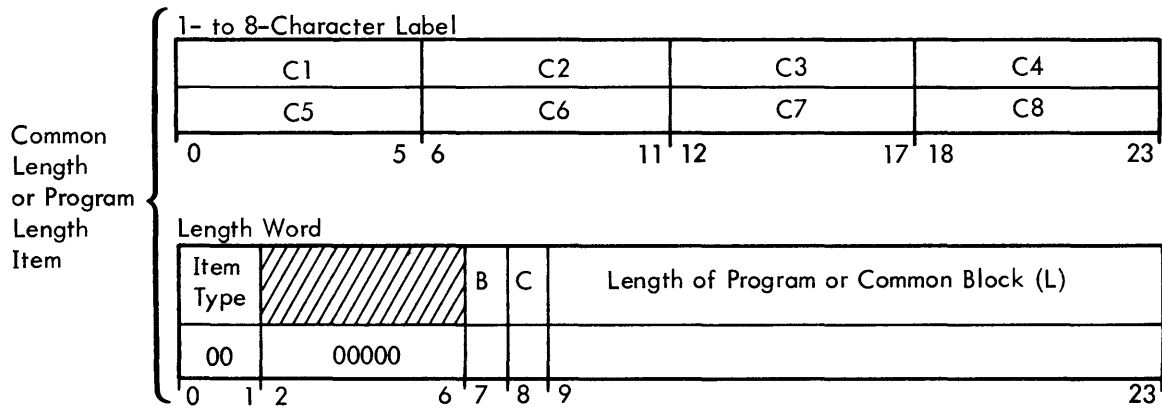 1- to 8-Character Label
C1 C2 C3 C4
C5 C6 C7 C8
0 5 6 11 12 17 18 23
Common
Length
or Program
Length
Item
Length Word
Item
Type
B C Length of Program or Common Block (L)
00 00000
0 1 2 6 7 8 9 23